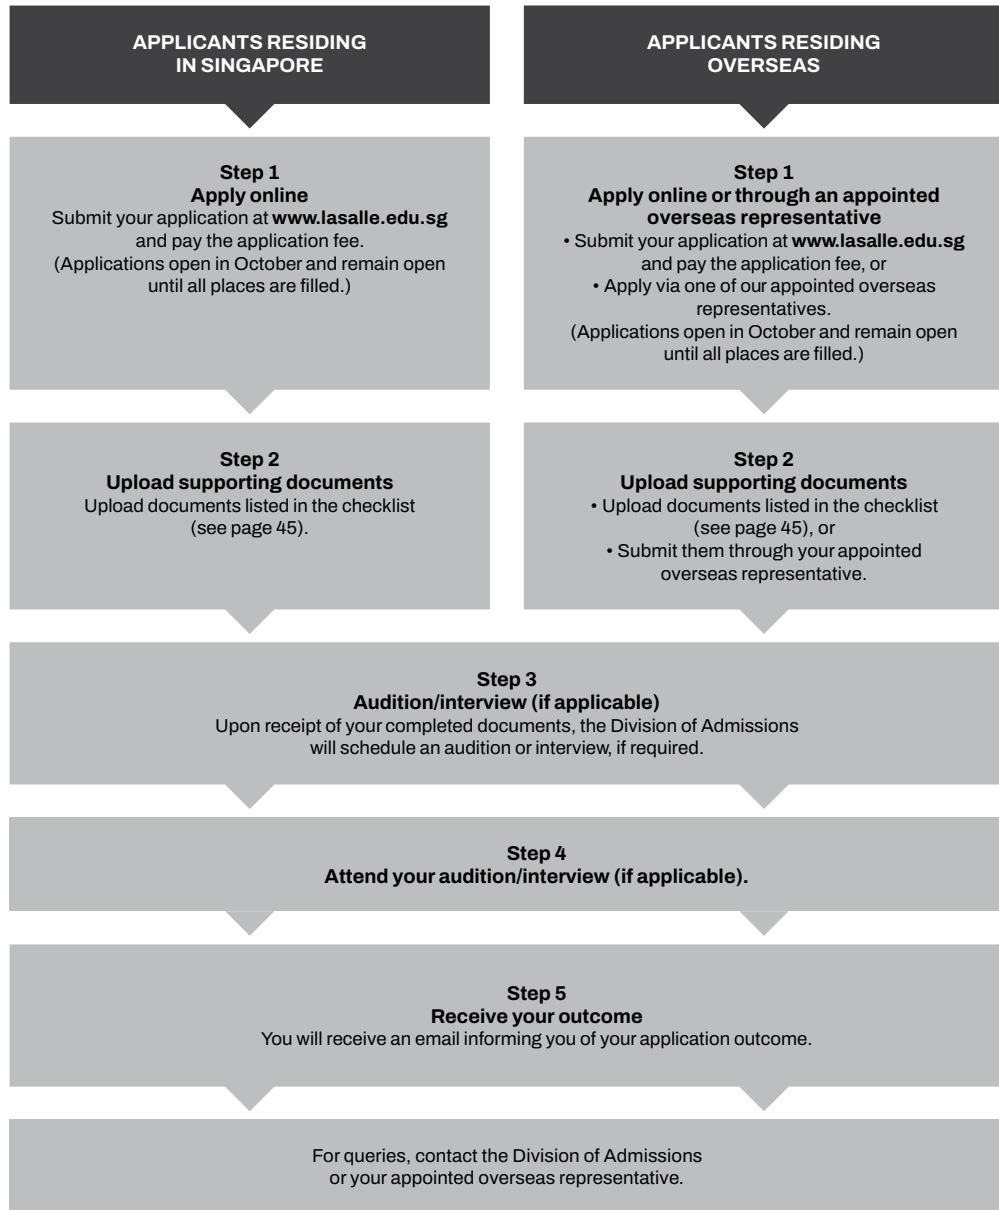 APPLICANTS RESIDING
IN SINGAPORE
Step 1
Apply online
Submit your application at www.lasalle.edu.sg
and pay the application fee.
(Applications open in October and remain open
until all places are filled.)
Step 2
Upload supporting documents
Upload documents listed in the checklist
(see page 45).
APPLICANTS RESIDING
OVERSEAS
Step 1
Apply online or through an appointed
overseas representative
• Submit your application at www.lasalle.edu.sg
and pay the application fee, or
• Apply via one of our appointed overseas
representatives.
(Applications open in October and remain open
until all places are filled.)
Step 2
Upload supporting documents
• Upload documents listed in the checklist
(see page 45), or
• Submit them through your appointed
overseas representative.
Step 3
Audition/interview (if applicable)
Upon receipt of your completed documents, the Division of Admissions
will schedule an audition or interview, if required.
Step 4
Attend your audition/interview (if applicable).
Step 5
Receive your outcome
You will receive an email informing you of your application outcome.
For queries, contact the Division of Admissions
or your appointed overseas representative.